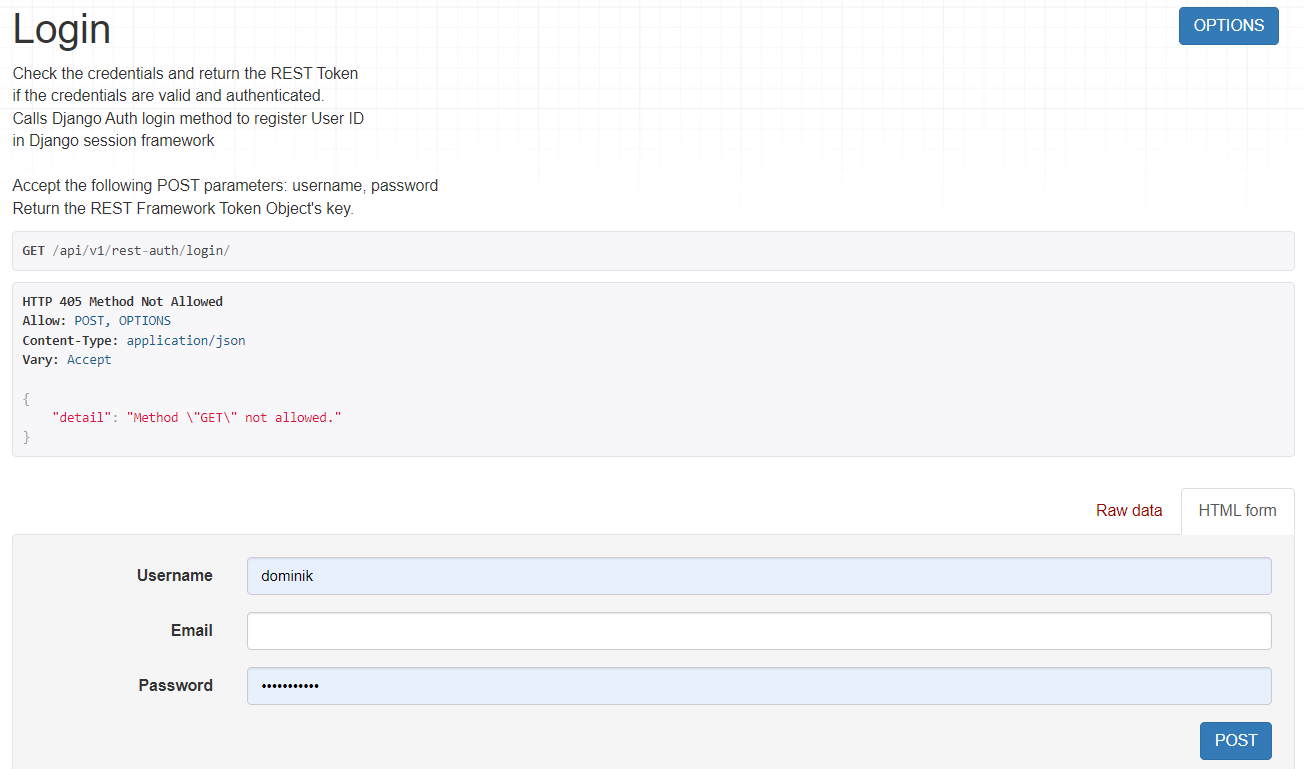 Login
OPTIONS
Check the credentials and return the REST Token
if the credentials are valid and authenticated.
Calls Django Auth login method to register User ID
in Django session framework
Accept the following POST parameters: username, password
Return the REST Framework Token Object's key.
GET /api/v1/rest-auth/login/
HTTP 405 Method Not Allowed
Allow: POST, OPTIONS
Content-Type: application/json
Vary: Accept
{
    "detail": "Method \"GET\" not allowed."
}
Raw data
HTML form
Username
dominik
Email
Password
•••••••••••
POST